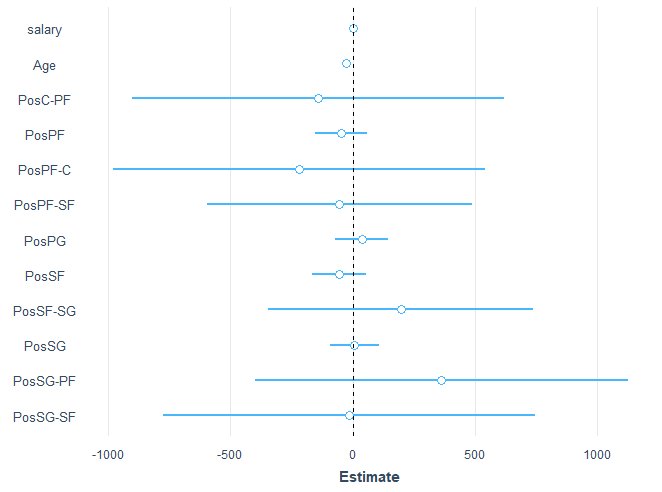 salary
Age
PosC-PF
PosPF
PosPF-C
PosPF-SF
PosPG
PosSF
PosSF-SG
PosSG
PosSG-PF
PosSG-SF
-1000 -500 0 500 1000
Estimate